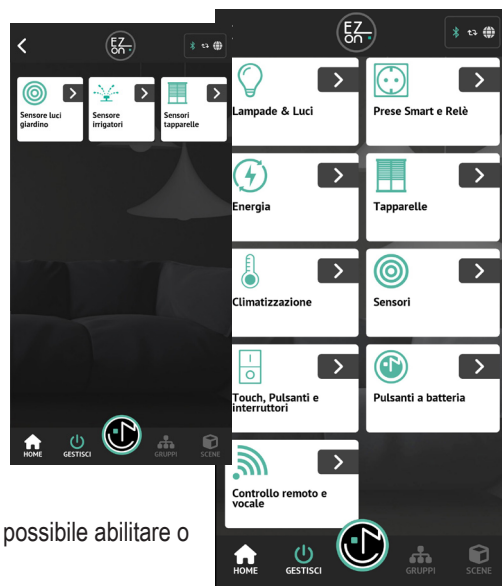 EZ
on
Sensore luci
giardino
Sensore
irrigatori
Sensori
tapparelle
HOME
GESTISCI
GRUPPI
SCENE
EZ
on
Lampade & Luci
Prese Smart e Relè
Energia
Tapparelle
Climatizzazione
Sensori
Touch, Pulsanti e
interruttori
Pulsanti a batteria
Controllo remoto e
vocale
HOME
GESTISCI
GRUPPI
SCENE
possibile abilitare o